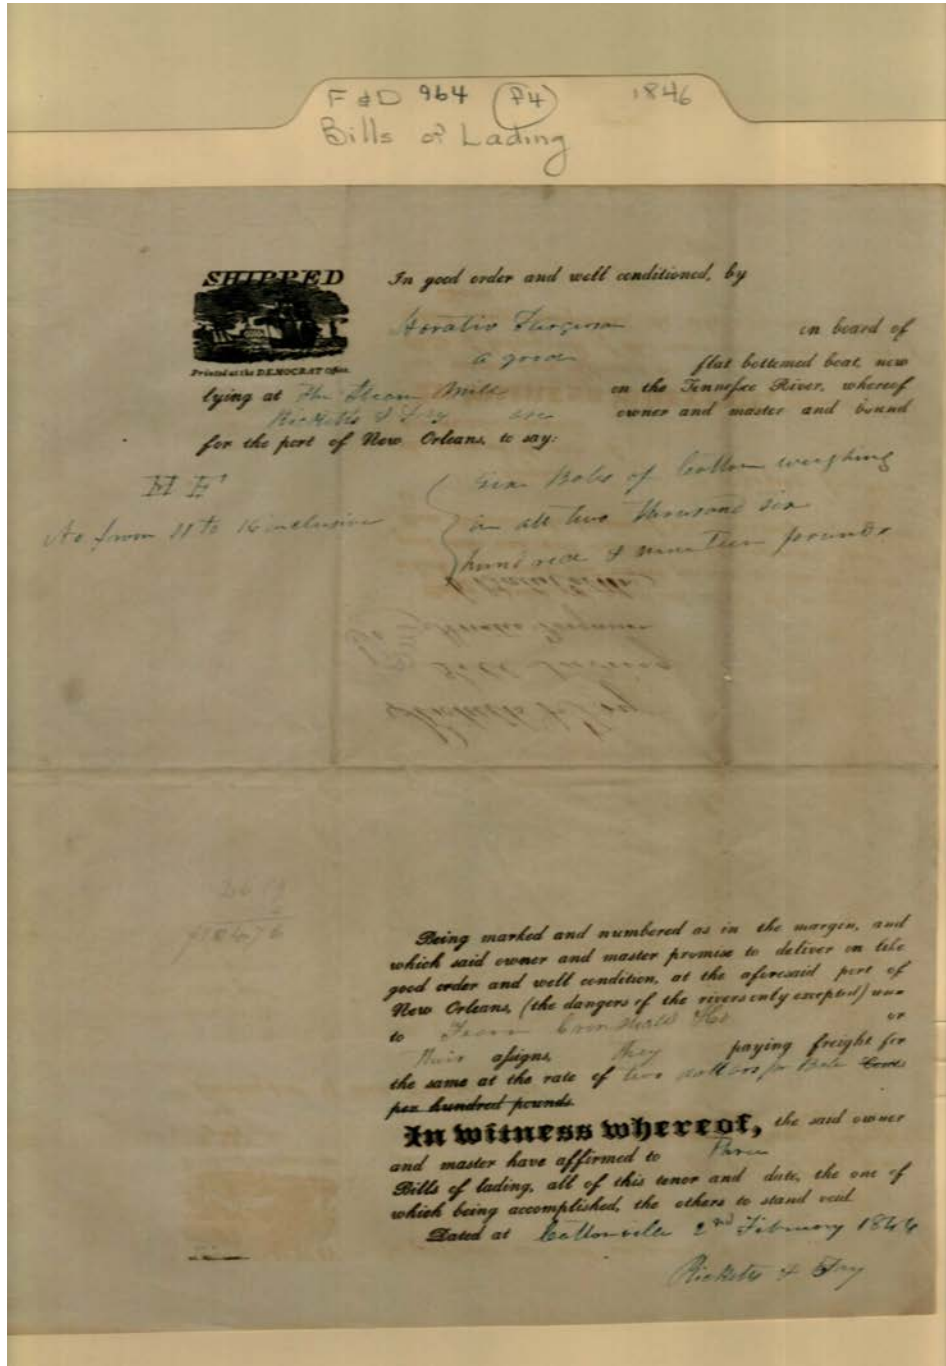 F & D 964 (P4) 1846
Bills of Lading
SHIPPED
Printed at the DEMOCRAT Office.
In good order and well conditioned, by
Horatio Furguson on board of
a good flat bottomed boat, now
lying at The Steam Mill on the Tennessee River, whereof
Ricketts & Fry are owner and master and bound
for the port of New Orleans, to say:
H F
No from 11 to 16 inclusive
Six Bales of Cotton weighing
in all two thousand six
hundred & nineteen pounds
Being marked and numbered as in the margin, and
which said owner and master promise to deliver in like
good order and well condition, at the aforesaid port of
New Orleans, (the dangers of the rivers only excepted) un-
to & Co or
their assigns, they paying freight for
the same at the rate of two dollars pr Bale
per hundred pounds.
In witness whereof, the said owner
and master have affirmed to Three
Bills of lading, all of this tenor and date, the one of
which being accomplished, the others to stand void
Dated at Cottonville 2nd February 1846
Ricketts & Fry